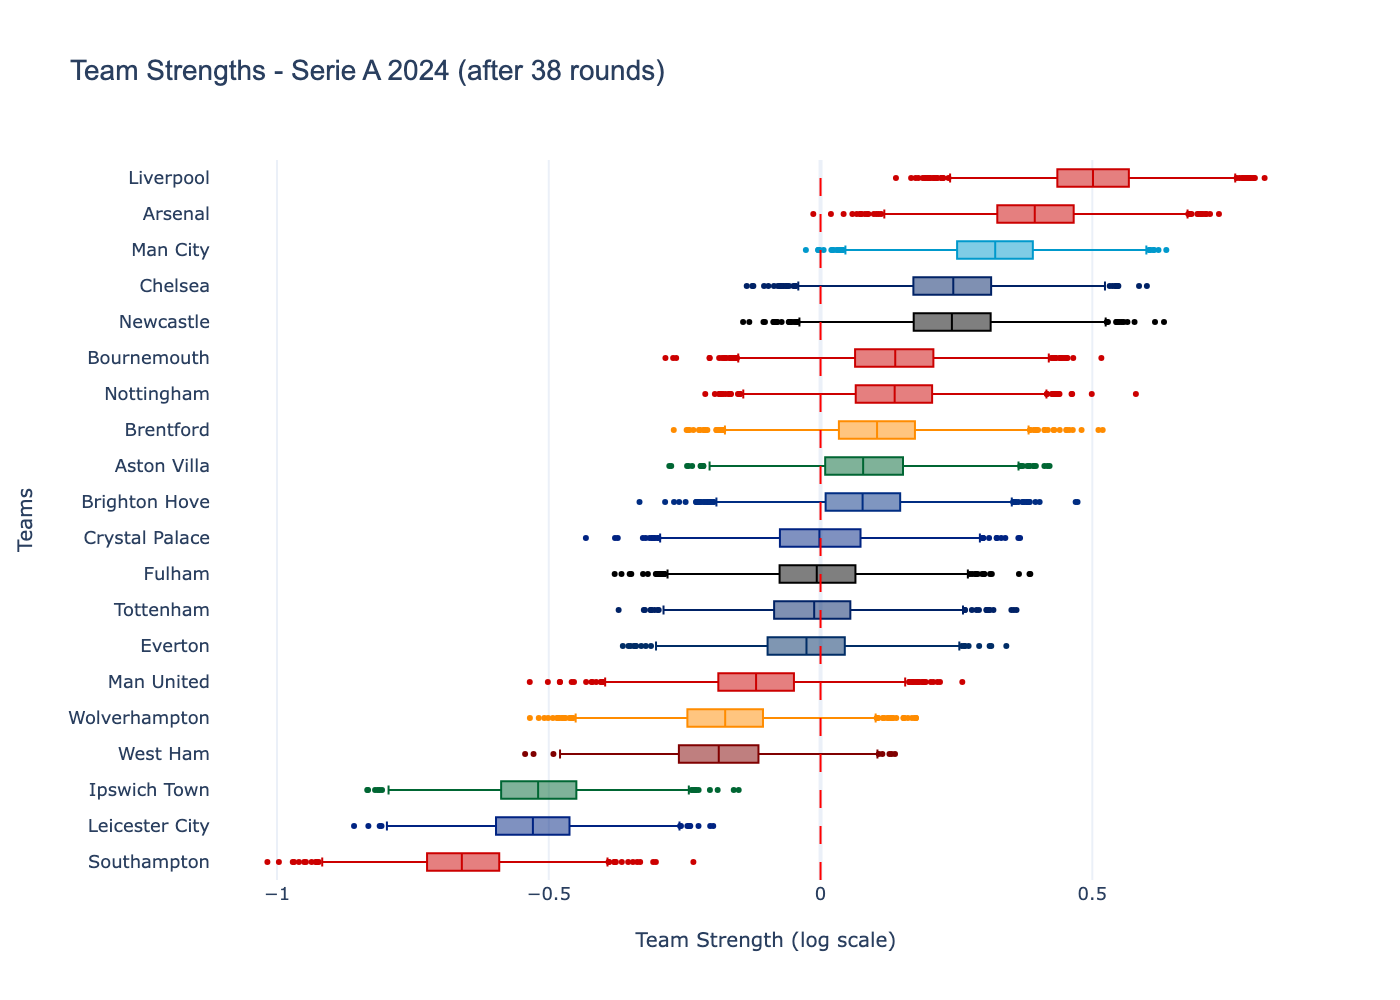 Team Strengths - Serie A 2024 (after 38 rounds)
Liverpool
Arsenal
Man City
Chelsea
Newcastle
Bournemouth
Nottingham
Brentford
Aston Villa
Brighton Hove
Crystal Palace
Fulham
Tottenham
Everton
Man United
Wolverhampton
West Ham
Ipswich Town
Leicester City
Southampton
Teams
−1 −0.5 0 0.5
Team Strength (log scale)